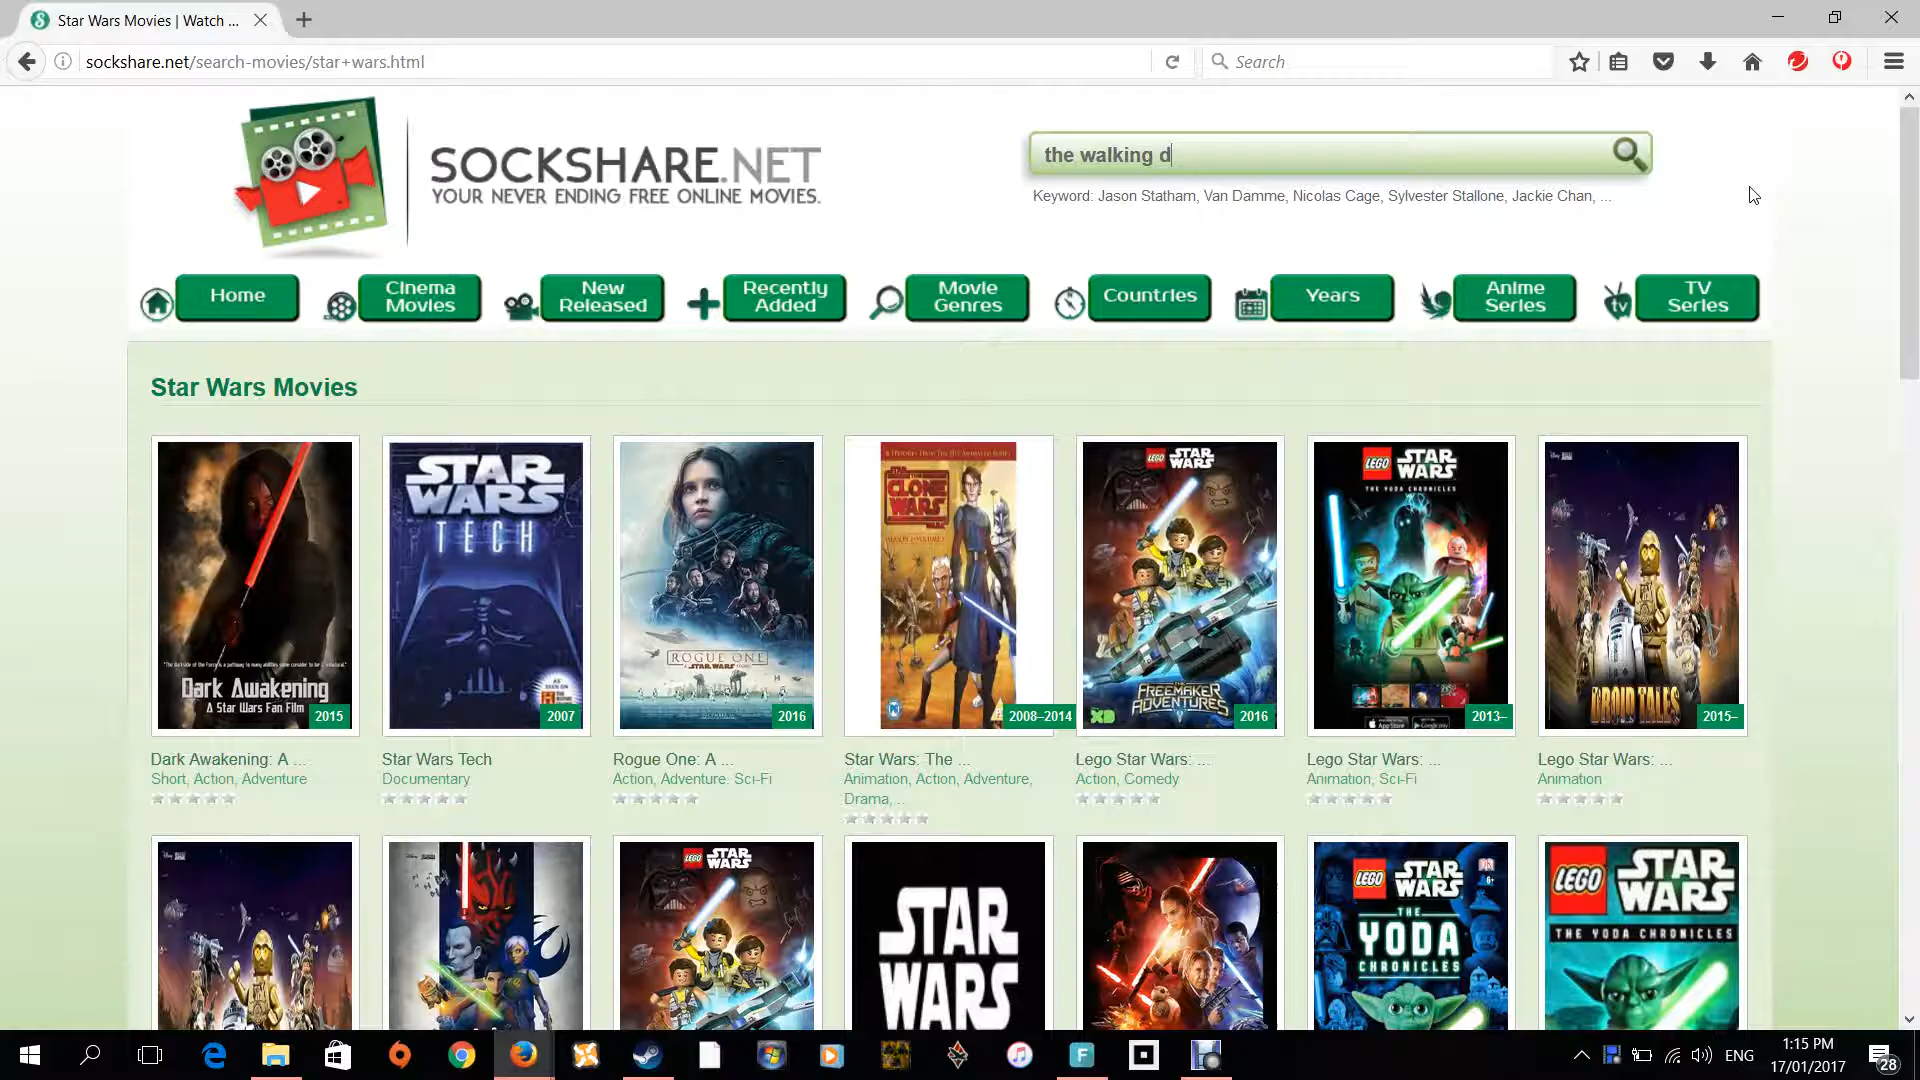 Star Wars Movies | Watch ...
sockshare.net/search-movies/star+wars.html
Search
SOCKSHARE.NET
YOUR NEVER ENDING FREE ONLINE MOVIES.
the walking d
Keyword: Jason Statham, Van Damme, Nicolas Cage, Sylvester Stallone, Jackie Chan, ...
Home
Cinema Movies
New Released
Recently Added
Movie Genres
Countries
Years
Anime Series
TV Series
Star Wars Movies
Dark Awakening
A Star Wars Fan Film
2015
STAR WARS
TECH
2007
ROGUE ONE
A STAR WARS STORY
2016
CLONE WARS
2008–2014
LEGO STAR WARS
THE FREEMAKER ADVENTURES
XD
2016
LEGO STAR WARS
THE YODA CHRONICLES
App Store
2013–
DROID TALES
2015–
Dark Awakening: A ...
Short, Action, Adventure
Star Wars Tech
Documentary
Rogue One: A ...
Action, Adventure, Sci-Fi
Star Wars: The ...
Animation, Action, Adventure,
Drama, ..
Lego Star Wars: ...
Action, Comedy
Lego Star Wars: ...
Animation, Sci-Fi
Lego Star Wars: ...
Animation
LEGO STAR WARS
STAR WARS
LEGO STAR WARS
THE
YODA
CHRONICLES
LEGO STAR WARS
THE YODA CHRONICLES
ENG
1:15 PM
17/01/2017
28